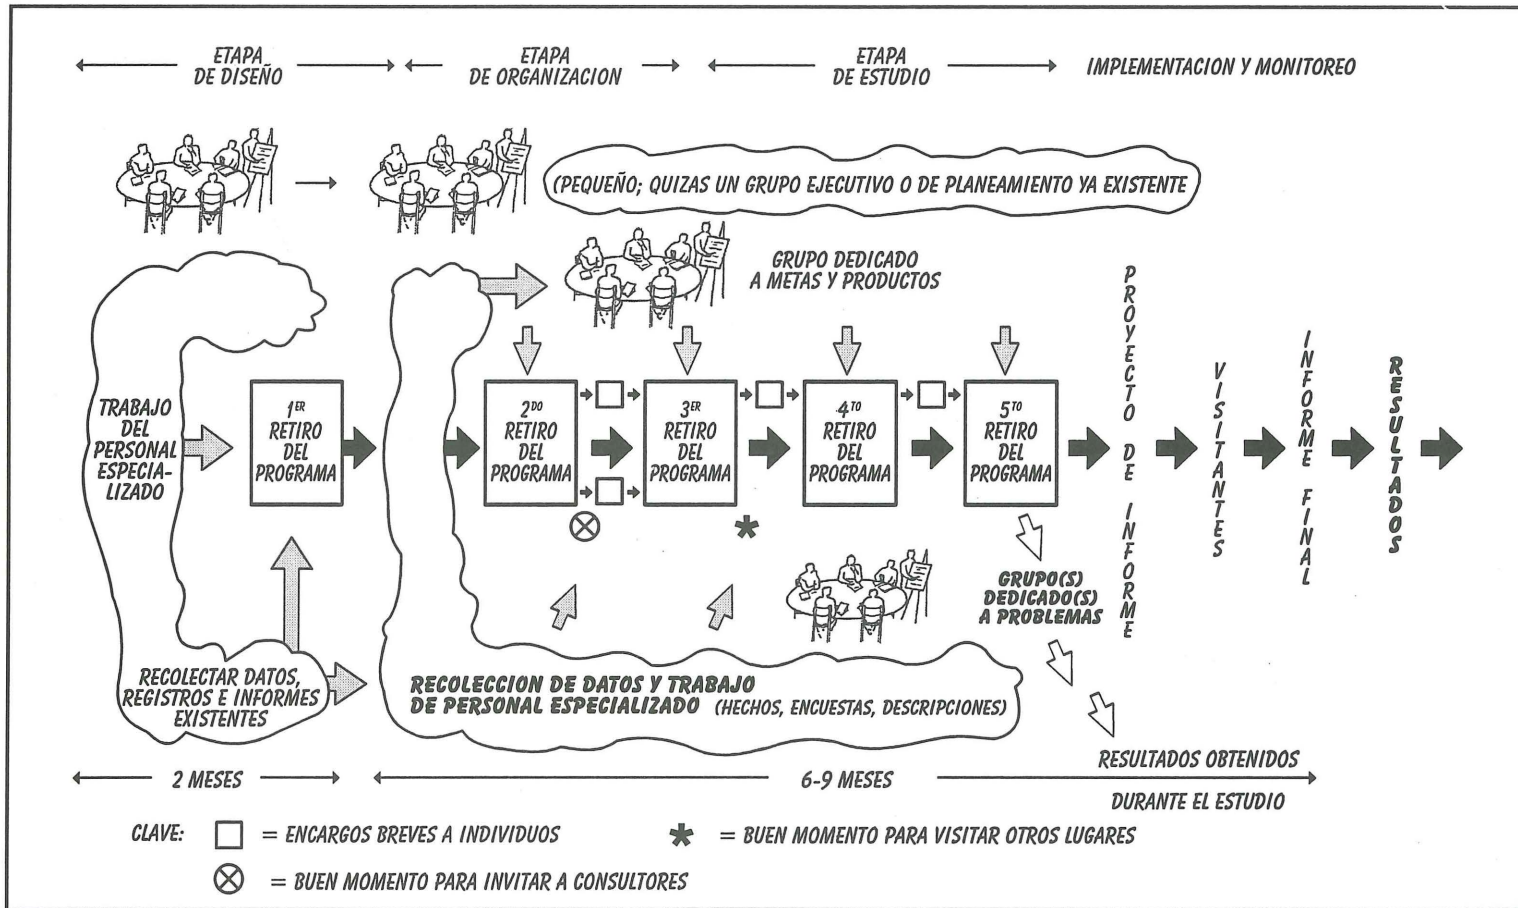 ETAPA
DE DISEÑO
ETAPA
DE ORGANIZACION
ETAPA
DE ESTUDIO
IMPLEMENTACION Y MONITOREO
(PEQUEÑO; QUIZAS UN GRUPO EJECUTIVO O DE PLANEAMIENTO YA EXISTENTE
GRUPO DEDICADO
A METAS Y PRODUCTOS
TRABAJO
DEL
PERSONAL
ESPECIA-
LIZADO
1ER
RETIRO
DEL
PROGRAMA
2DO
RETIRO
DEL
PROGRAMA
3ER
RETIRO
DEL
PROGRAMA
4TO
RETIRO
DEL
PROGRAMA
5TO
RETIRO
DEL
PROGRAMA
PROYECTO DE INFORME
VISITANTES
INFORME FINAL
RESULTADOS
GRUPO(S)
DEDICADO(S)
A PROBLEMAS
RECOLECTAR DATOS,
REGISTROS E INFORMES
EXISTENTES
RECOLECCION DE DATOS Y TRABAJO
DE PERSONAL ESPECIALIZADO (HECHOS, ENCUESTAS, DESCRIPCIONES)
2 MESES
6-9 MESES
RESULTADOS OBTENIDOS
DURANTE EL ESTUDIO
CLAVE: = ENCARGOS BREVES A INDIVIDUOS
* = BUEN MOMENTO PARA VISITAR OTROS LUGARES
= BUEN MOMENTO PARA INVITAR A CONSULTORES